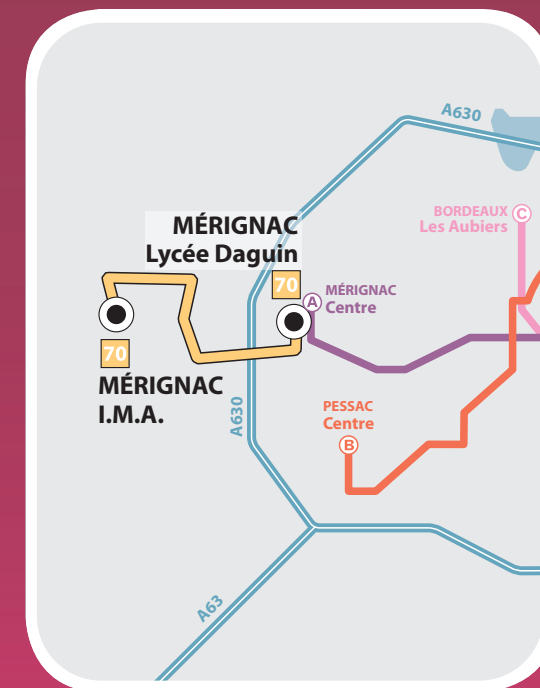 A630
BORDEAUX C
Les Aubiers
MÉRIGNAC
Lycée Daguin
70
A MÉRIGNAC
Centre
70
MÉRIGNAC
I.M.A.
A630
PESSAC
Centre
B
A63